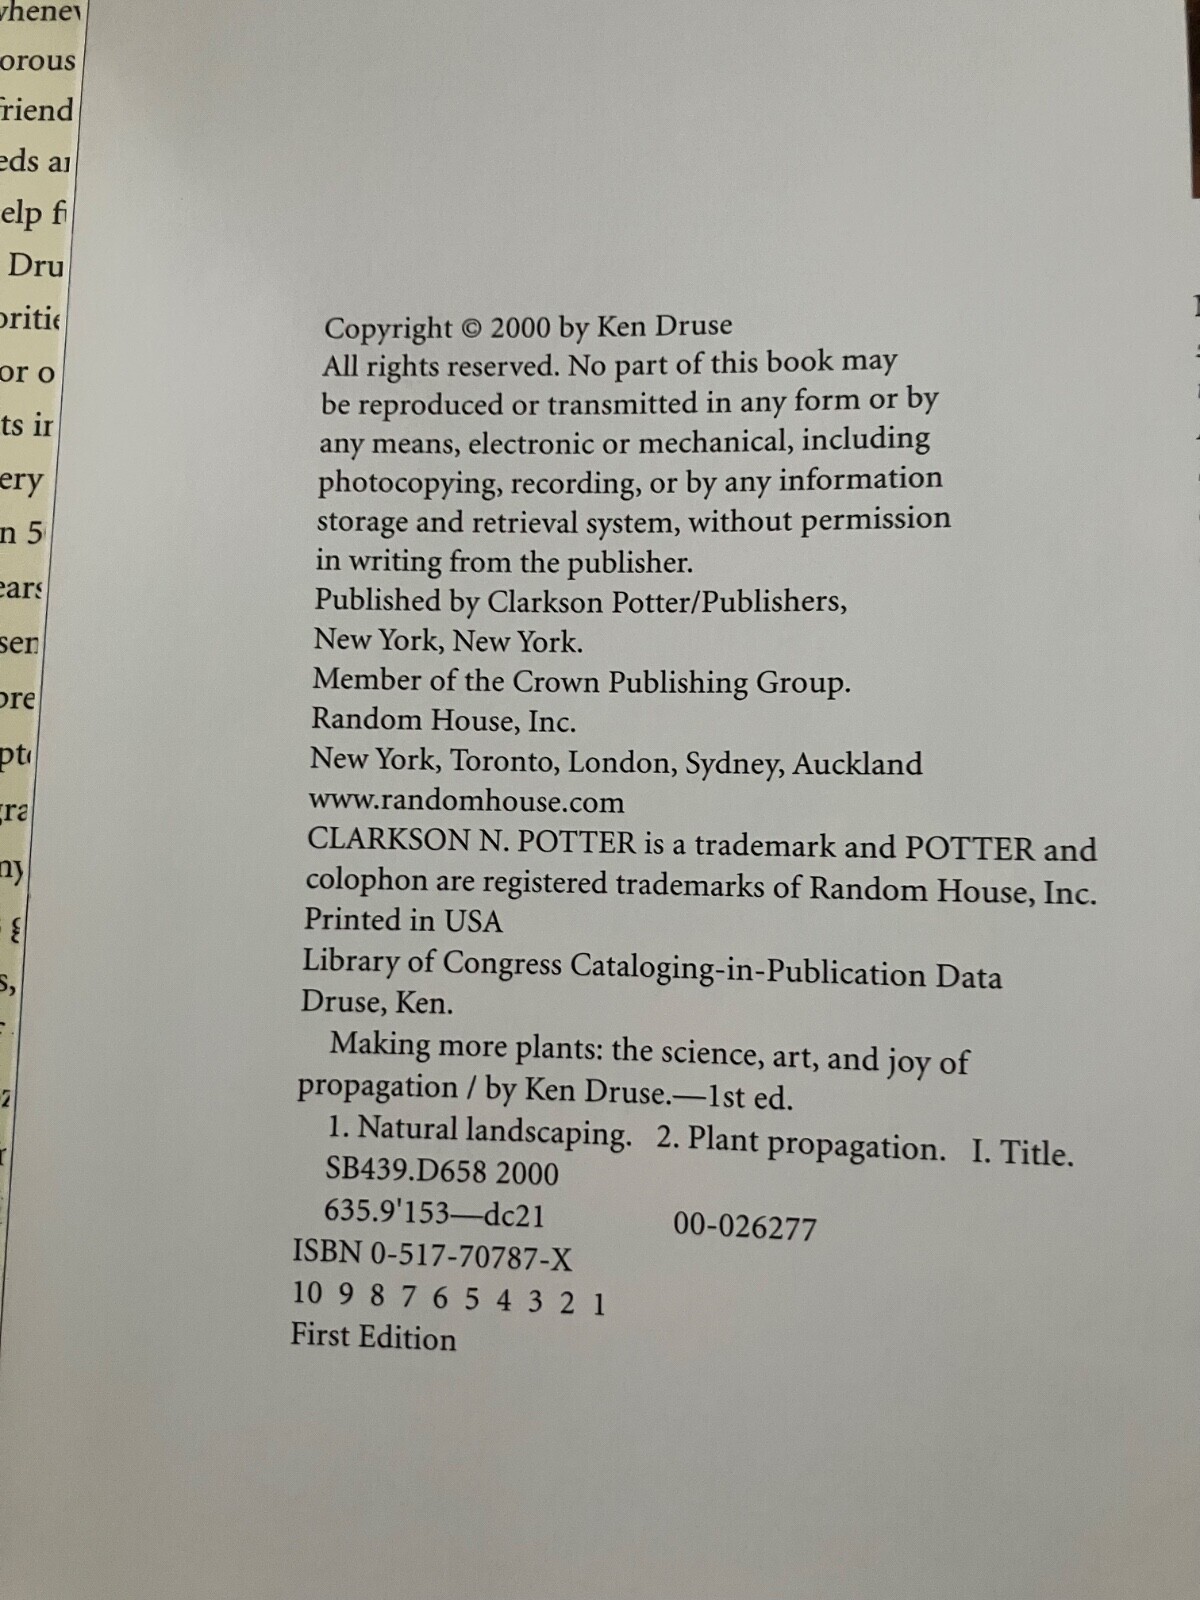 Copyright © 2000 by Ken Druse
All rights reserved. No part of this book may
be reproduced or transmitted in any form or by
any means, electronic or mechanical, including
photocopying, recording, or by any information
storage and retrieval system, without permission
in writing from the publisher.
Published by Clarkson Potter/Publishers,
New York, New York.
Member of the Crown Publishing Group.
Random House, Inc.
New York, Toronto, London, Sydney, Auckland
www.randomhouse.com
CLARKSON N. POTTER is a trademark and POTTER and
colophon are registered trademarks of Random House, Inc.
Printed in USA
Library of Congress Cataloging-in-Publication Data
Druse, Ken.
Making more plants: the science, art, and joy of
propagation / by Ken Druse.—1st ed.
1. Natural landscaping. 2. Plant propagation. I. Title.
SB439.D658 2000
635.9'153—dc21 00-026277
ISBN 0-517-70787-X
10 9 8 7 6 5 4 3 2 1
First Edition